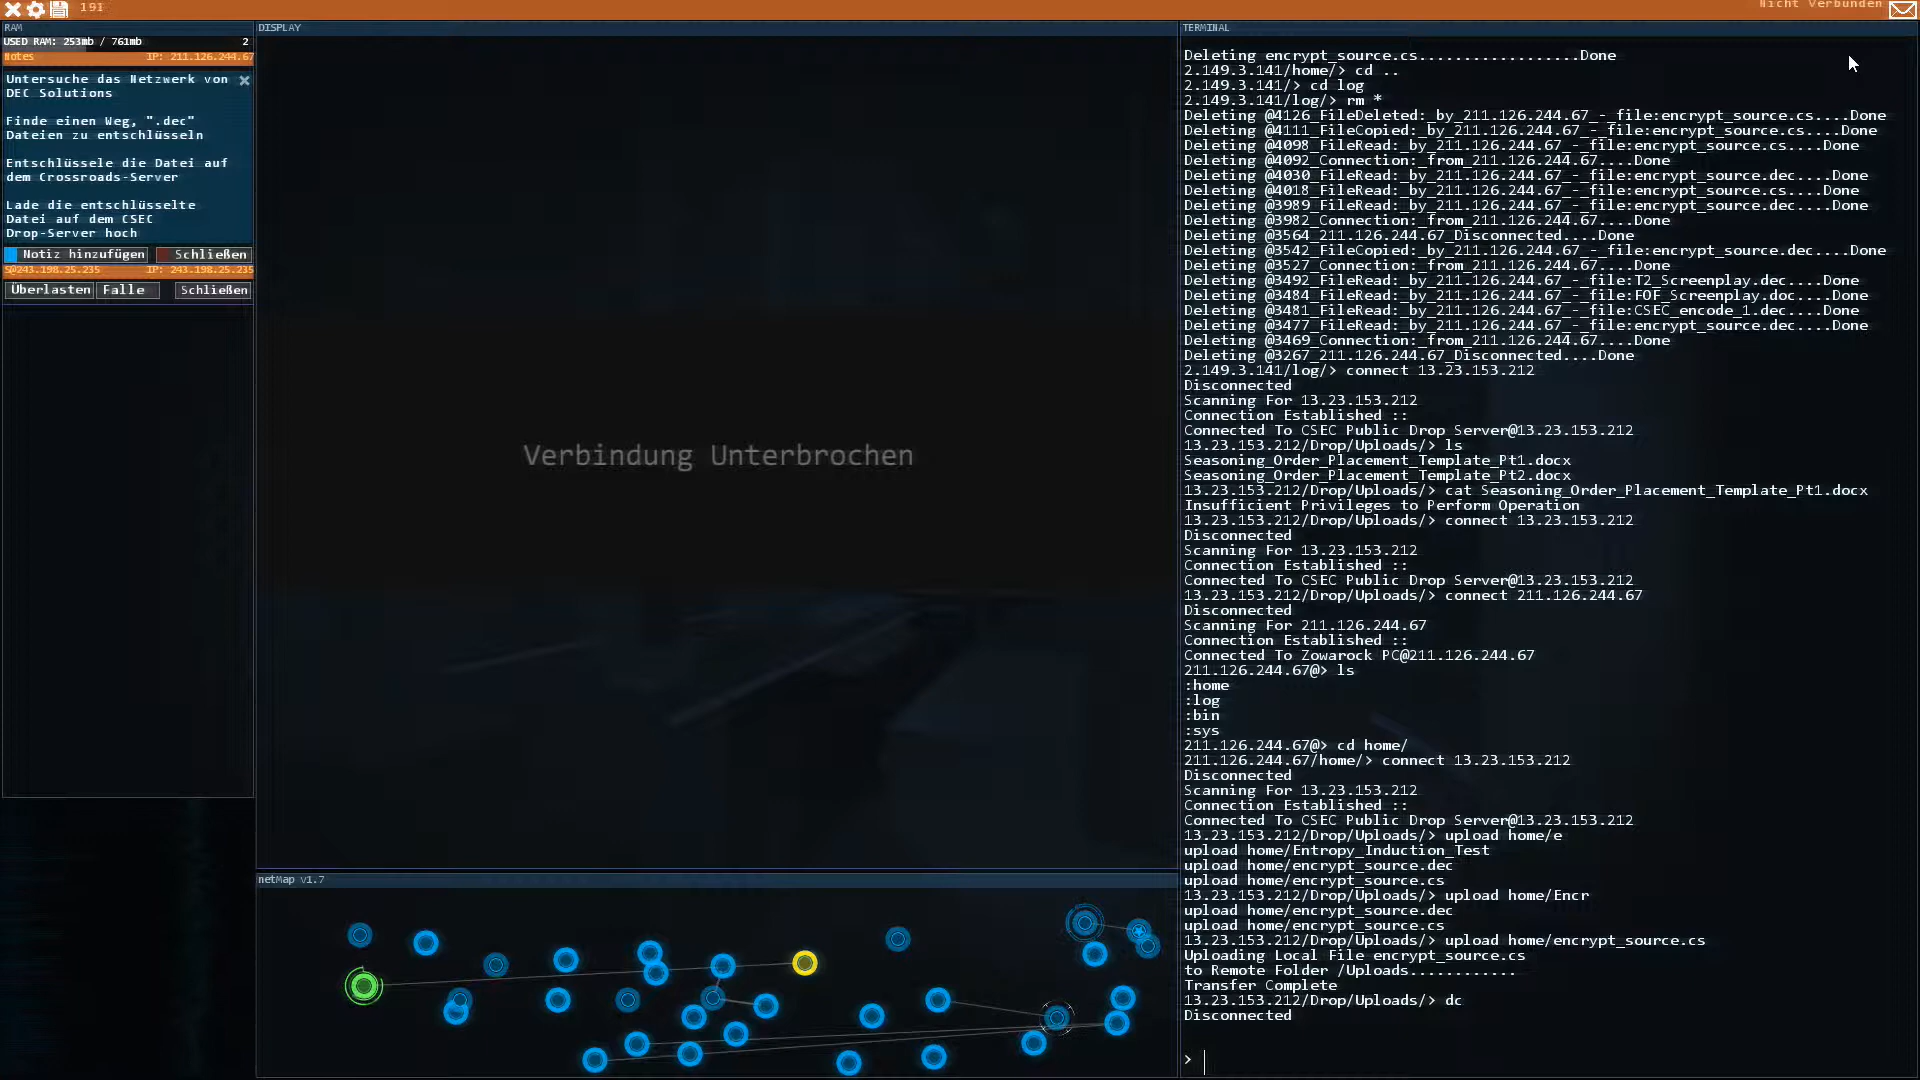 191
Nicht Verbunden
RAM
USED RAM: 253mb / 761mb 2
Notes IP: 211.126.244.67
Untersuche das Netzwerk von
DEC Solutions
Finde einen Weg, ".dec"
Dateien zu entschlüsseln
Entschlüssele die Datei auf
dem Crossroads-Server
Lade die entschlüsselte
Datei auf dem CSEC
Drop-Server hoch
Notiz hinzufügen Schließen
S@243.198.25.235 IP: 243.198.25.235
Überlasten Falle Schließen
DISPLAY
Verbindung Unterbrochen
netMap v1.7
TERMINAL
Deleting encrypt_source.cs..................Done
2.149.3.141/home/> cd ..
2.149.3.141/> cd log
2.149.3.141/log/> rm *
Deleting @4126_FileDeleted:_by_211.126.244.67_-_file:encrypt_source.cs....Done
Deleting @4111_FileCopied:_by_211.126.244.67_-_file:encrypt_source.cs....Done
Deleting @4098_FileRead:_by_211.126.244.67_-_file:encrypt_source.cs....Done
Deleting @4092_Connection:_from_211.126.244.67....Done
Deleting @4030_FileRead:_by_211.126.244.67_-_file:encrypt_source.dec....Done
Deleting @4018_FileRead:_by_211.126.244.67_-_file:encrypt_source.cs....Done
Deleting @3989_FileRead:_by_211.126.244.67_-_file:encrypt_source.dec....Done
Deleting @3982_Connection:_from_211.126.244.67....Done
Deleting @3564_211.126.244.67_Disconnected....Done
Deleting @3542_FileCopied:_by_211.126.244.67_-_file:encrypt_source.dec....Done
Deleting @3527_Connection:_from_211.126.244.67....Done
Deleting @3492_FileRead:_by_211.126.244.67_-_file:T2_Screenplay.dec....Done
Deleting @3484_FileRead:_by_211.126.244.67_-_file:FOF_Screenplay.doc....Done
Deleting @3481_FileRead:_by_211.126.244.67_-_file:CSEC_encode_1.dec....Done
Deleting @3477_FileRead:_by_211.126.244.67_-_file:encrypt_source.dec....Done
Deleting @3469_Connection:_from_211.126.244.67....Done
Deleting @3267_211.126.244.67_Disconnected....Done
2.149.3.141/log/> connect 13.23.153.212
Disconnected
Scanning For 13.23.153.212
Connection Established ::
Connected To CSEC Public Drop Server@13.23.153.212
13.23.153.212/Drop/Uploads/> ls
Seasoning_Order_Placement_Template_Pt1.docx
Seasoning_Order_Placement_Template_Pt2.docx
13.23.153.212/Drop/Uploads/> cat Seasoning_Order_Placement_Template_Pt1.docx
Insufficient Privileges to Perform Operation
13.23.153.212/Drop/Uploads/> connect 13.23.153.212
Disconnected
Scanning For 13.23.153.212
Connection Established ::
Connected To CSEC Public Drop Server@13.23.153.212
13.23.153.212/Drop/Uploads/> connect 211.126.244.67
Disconnected
Scanning For 211.126.244.67
Connection Established ::
Connected To Zowarock PC@211.126.244.67
211.126.244.67@> ls
:home
:log
:bin
:sys
211.126.244.67@> cd home/
211.126.244.67/home/> connect 13.23.153.212
Disconnected
Scanning For 13.23.153.212
Connection Established ::
Connected To CSEC Public Drop Server@13.23.153.212
13.23.153.212/Drop/Uploads/> upload home/e
upload home/Entropy_Induction_Test
upload home/encrypt_source.dec
upload home/encrypt_source.cs
13.23.153.212/Drop/Uploads/> upload home/Encr
upload home/encrypt_source.dec
upload home/encrypt_source.cs
13.23.153.212/Drop/Uploads/> upload home/encrypt_source.cs
Uploading Local File encrypt_source.cs
to Remote Folder /Uploads............
Transfer Complete
13.23.153.212/Drop/Uploads/> dc
Disconnected
>